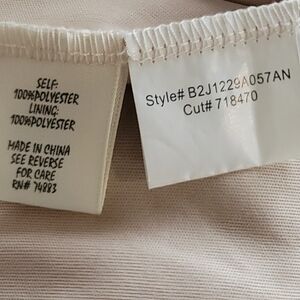 SELF:
100%POLYESTER
LINING:
100%POLYESTER
MADE IN CHINA
SEE REVERSE
FOR CARE
RN# 74883
Style# B2J1229A057AN
Cut# 718470